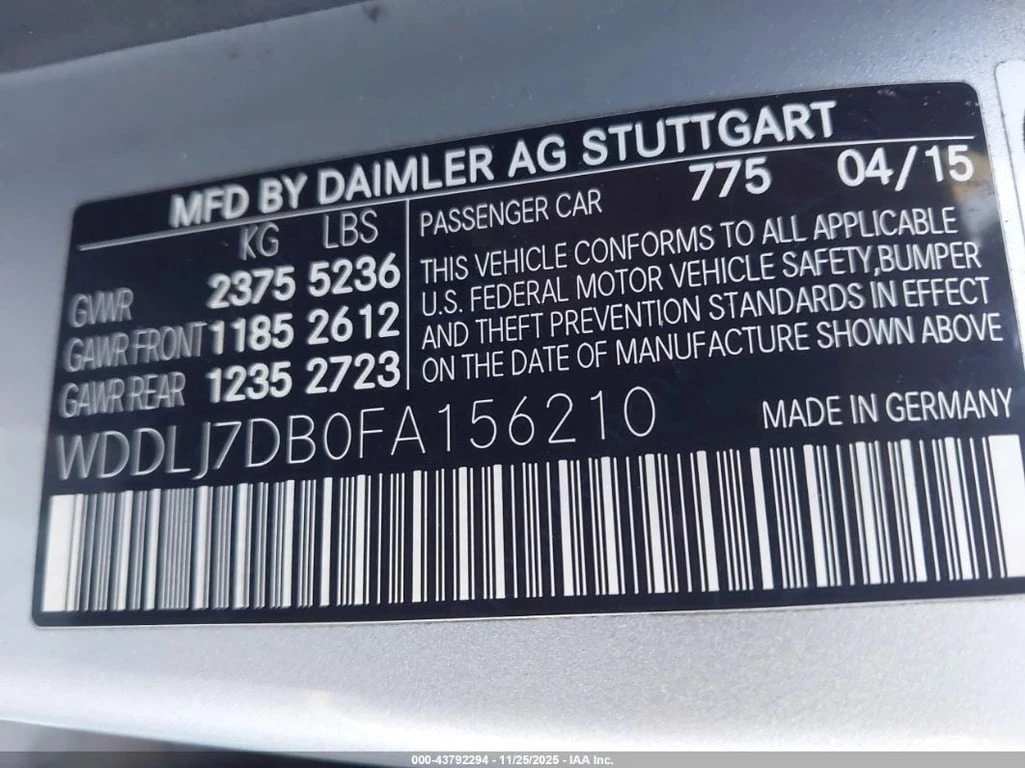 MFD BY DAIMLER AG STUTTGART
KG LBS
GVWR 2375 5236
GAWR FRONT 1185 2612
GAWR REAR 1235 2723
PASSENGER CAR 775 04/15
THIS VEHICLE CONFORMS TO ALL APPLICABLE
U.S. FEDERAL MOTOR VEHICLE SAFETY,BUMPER
AND THEFT PREVENTION STANDARDS IN EFFECT
ON THE DATE OF MANUFACTURE SHOWN ABOVE
WDDLJ7DB0FA156210
MADE IN GERMANY
000-43792294 - 11/25/2025 - IAA Inc.